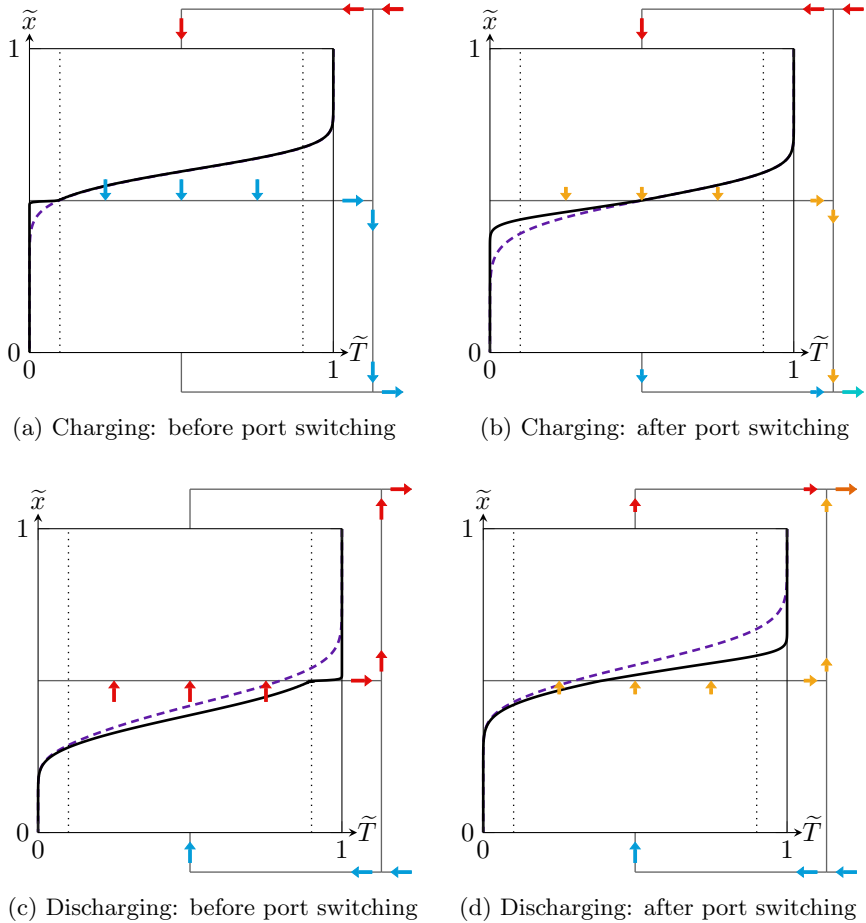 x̃
x̃
1
1
0
0
0
1
T̃
0
1
T̃
(a) Charging: before port switching
(b) Charging: after port switching
x̃
x̃
1
1
0
0
0
1
T̃
0
1
T̃
(c) Discharging: before port switching
(d) Discharging: after port switching